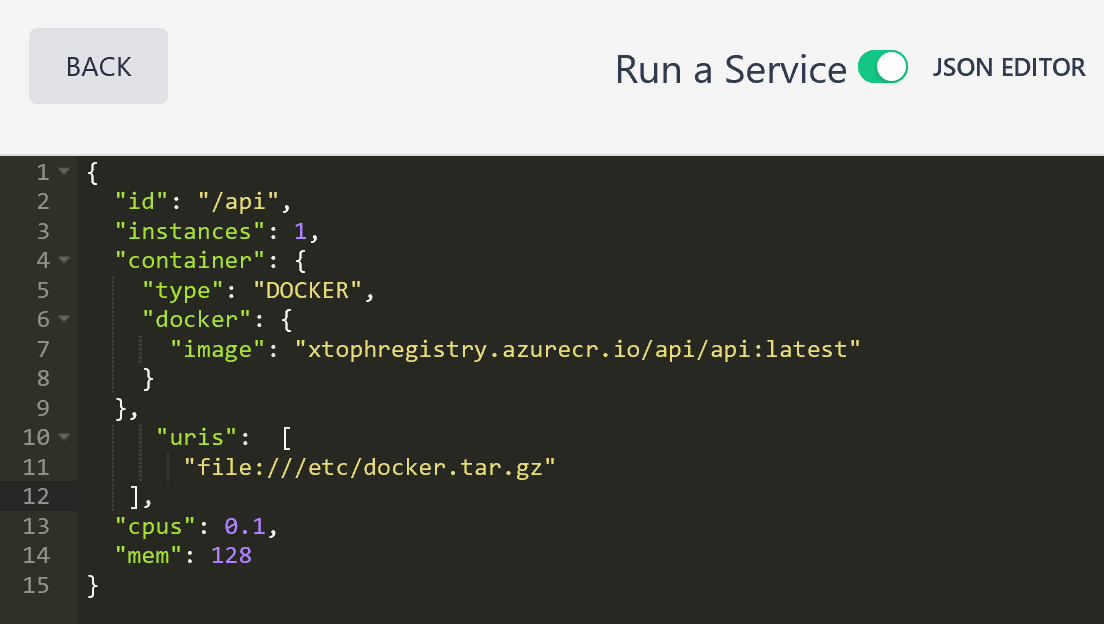 BACK
Run a Service JSON EDITOR
1 {
2 "id": "/api",
3 "instances": 1,
4 "container": {
5 "type": "DOCKER",
6 "docker": {
7 "image": "xtophregistry.azurecr.io/api/api:latest"
8 }
9 },
10 "uris":  [
11 "file:///etc/docker.tar.gz"
12 ],
13 "cpus": 0.1,
14 "mem": 128
15 }